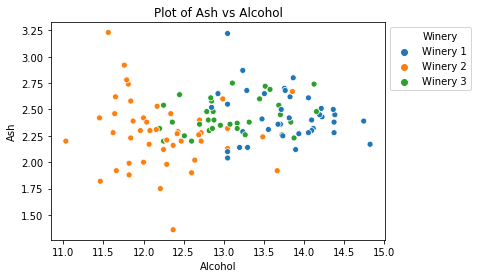 Plot of Ash vs Alcohol
Winery
Winery 1
Winery 2
Winery 3
3.25
3.00
2.75
2.50
2.25
2.00
1.75
1.50
Ash
11.0 11.5 12.0 12.5 13.0 13.5 14.0 14.5 15.0
Alcohol